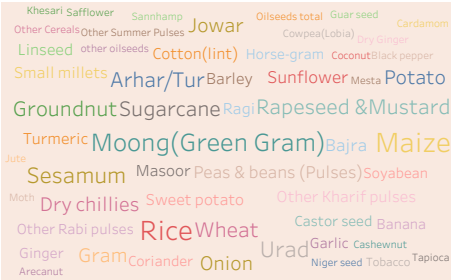 Khesari Safflower Sannhamp Jowar Oilseeds total Guar seed Cardamom
Other Cereals Other Summer Pulses Cowpea(Lobia) Dry Ginger
Linseed other oilseeds Cotton(lint) Horse-gram Coconut Black pepper
Small millets Arhar/Tur Barley Sunflower Mesta Potato
Groundnut Sugarcane Ragi Rapeseed &Mustard
Turmeric Moong(Green Gram) Bajra Maize
Jute
Sesamum Masoor Peas & beans (Pulses) Soyabean
Moth Dry chillies Sweet potato Other Kharif pulses
Other Rabi pulses Rice Wheat Castor seed Banana
Ginger Gram Coriander Onion Urad Garlic Cashewnut
Arecanut Niger seed Tobacco Tapioca